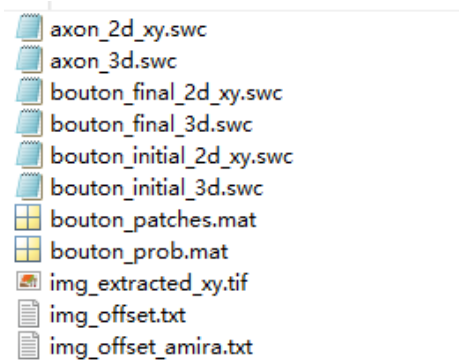 axon_2d_xy.swc
axon_3d.swc
bouton_final_2d_xy.swc
bouton_final_3d.swc
bouton_initial_2d_xy.swc
bouton_initial_3d.swc
bouton_patches.mat
bouton_prob.mat
img_extracted_xy.tif
img_offset.txt
img_offset_amira.txt